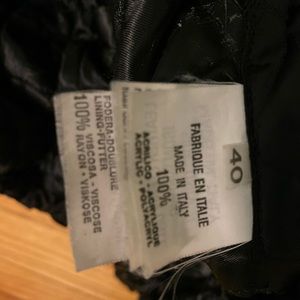 40
FABRIQUE EN ITALIE
MADE IN ITALY
100%
ACRILICO - ACRYLIQUE
ACRYLIC - POLYACRYL
FODERA-DOUBLURE
LINING-FUTTER
100% VISCOSA - VISCOSE
RAYON - VISKOSE